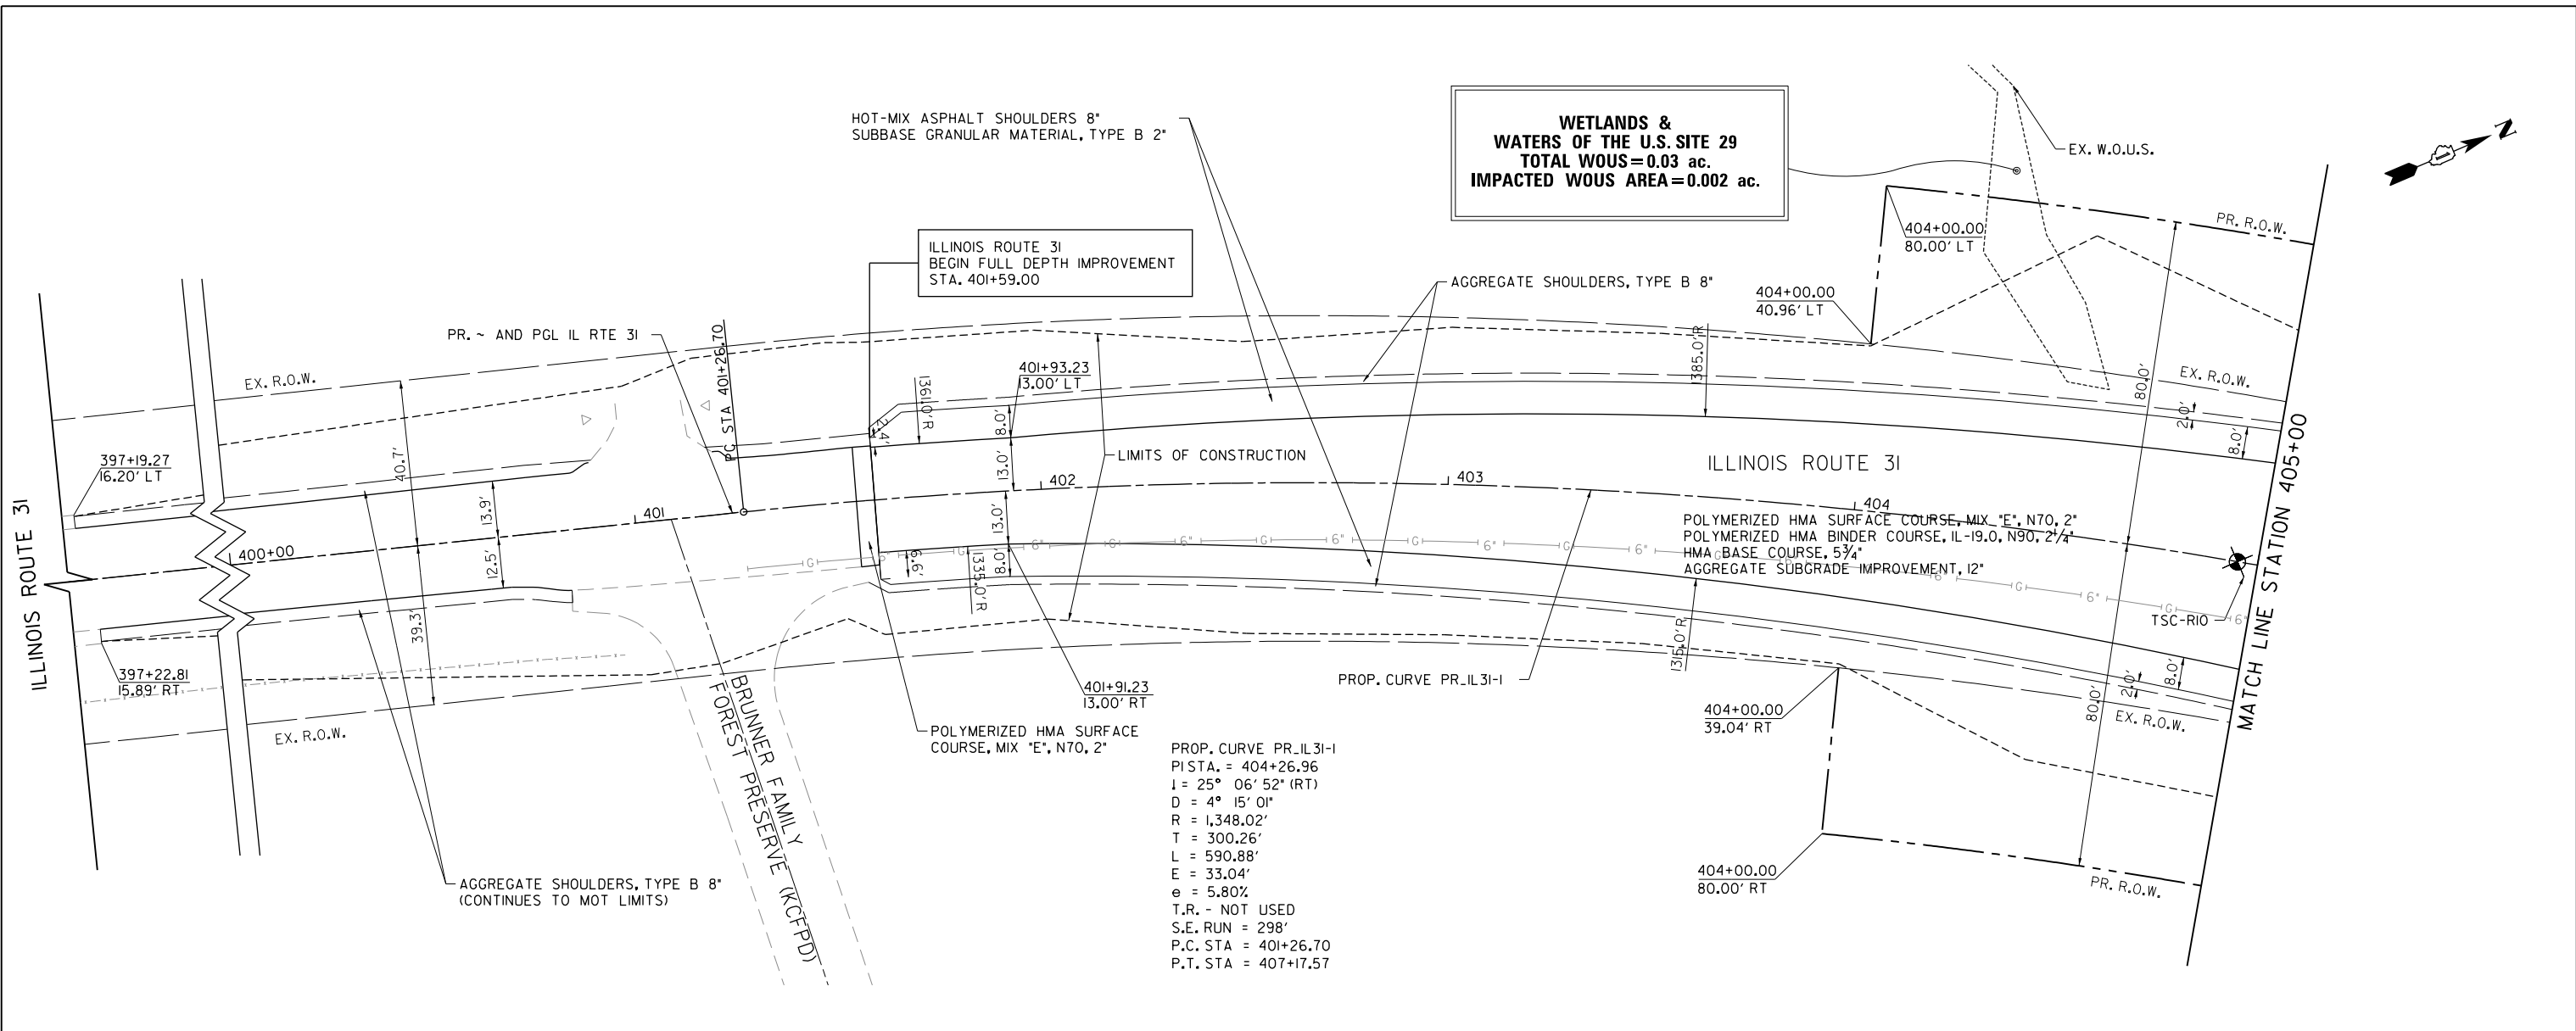 HOT-MIX ASPHALT SHOULDERS 8"
SUBBASE GRANULAR MATERIAL, TYPE B 2"
WETLANDS &
WATERS OF THE U.S. SITE 29
TOTAL WOUS=0.03 ac.
IMPACTED WOUS AREA=0.002 ac.
EX. W.O.U.S.
N
ILLINOIS ROUTE 31
BEGIN FULL DEPTH IMPROVEMENT
STA. 401+59.00
404+00.00
80.00' LT
PR. R.O.W.
AGGREGATE SHOULDERS, TYPE B 8"
404+00.00
40.96' LT
PR. ~ AND PGL IL RTE 31
PC STA 401+26.70
EX. R.O.W.
401+93.23
13.00' LT
1361.0'R
1385.0'R
EX. R.O.W.
80.0'
2.0'
8.0'
2.4'
8.0'
40.7'
397+19.27
16.20' LT
LIMITS OF CONSTRUCTION
ILLINOIS ROUTE 31
13.0'
402
403
404
13.9'
401
400+00
12.5'
13.0'
8.0'
6.6'
1335.0'R
G 6" G 6" G 6" G 6" G 6" G 6" G 6" G 6"
POLYMERIZED HMA SURFACE COURSE, MIX "E", N70, 2"
POLYMERIZED HMA BINDER COURSE, IL-19.0, N90, 2 1/4"
HMA BASE COURSE, 5 3/4"
AGGREGATE SUBGRADE IMPROVEMENT, 12"
MATCH LINE STATION 405+00
TSC-R10
ILLINOIS ROUTE 31
39.3'
397+22.81
15.89' RT
EX. R.O.W.
1315.0'R
401+91.23
13.00' RT
PROP. CURVE PR_IL31-1
404+00.00
39.04' RT
80.0'
2.0'
8.0'
EX. R.O.W.
BRUNNER FAMILY
FOREST PRESERVE (KCFPD)
POLYMERIZED HMA SURFACE
COURSE, MIX "E", N70, 2"
PROP. CURVE PR_IL31-1
PI STA. = 404+26.96
I = 25° 06' 52" (RT)
D = 4° 15' 01"
R = 1,348.02'
T = 300.26'
L = 590.88'
E = 33.04'
e = 5.80%
T.R. - NOT USED
S.E. RUN = 298'
P.C. STA = 401+26.70
P.T. STA = 407+17.57
404+00.00
80.00' RT
PR. R.O.W.
AGGREGATE SHOULDERS, TYPE B 8"
(CONTINUES TO MOT LIMITS)